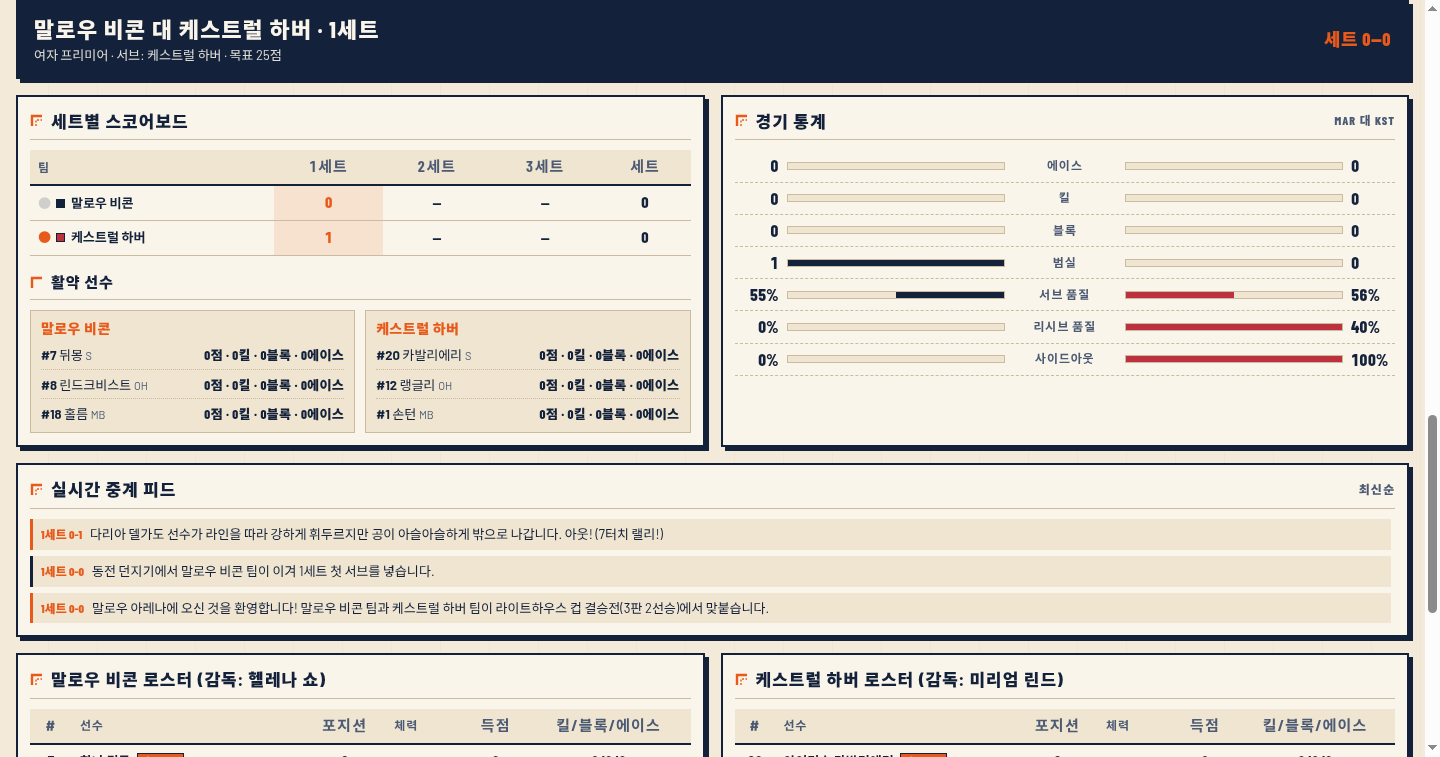 말로우 비콘 대 케스트럴 하버 · 1세트
여자 프리미어 · 서브: 케스트럴 하버 · 목표 25점
세트 0–0
세트별 스코어보드
팀 1세트 2세트 3세트 세트
말로우 비콘 0 – – 0
케스트럴 하버 1 – – 0
활약 선수
말로우 비콘
#7 뒤몽 S 0점 · 0킬 · 0블록 · 0에이스
#8 린드크비스트 OH 0점 · 0킬 · 0블록 · 0에이스
#18 홀름 MB 0점 · 0킬 · 0블록 · 0에이스
케스트럴 하버
#20 카발리에리 S 0점 · 0킬 · 0블록 · 0에이스
#12 랭글리 OH 0점 · 0킬 · 0블록 · 0에이스
#1 손턴 MB 0점 · 0킬 · 0블록 · 0에이스
경기 통계
MAR 대 KST
0 에이스 0
0 킬 0
0 블록 0
1 범실 0
55% 서브 품질 56%
0% 리시브 품질 40%
0% 사이드아웃 100%
실시간 중계 피드
최신순
1세트 0-1 다리아 델가도 선수가 라인을 따라 강하게 휘두르지만 공이 아슬아슬하게 밖으로 나갑니다. 아웃! (7터치 랠리!)
1세트 0-0 동전 던지기에서 말로우 비콘 팀이 이겨 1세트 첫 서브를 넣습니다.
1세트 0-0 말로우 아레나에 오신 것을 환영합니다! 말로우 비콘 팀과 케스트럴 하버 팀이 라이트하우스 컵 결승전(3판 2선승)에서 맞붙습니다.
말로우 비콘 로스터 (감독: 헬레나 쇼)
# 선수 포지션 체력 득점 킬/블록/에이스
케스트럴 하버 로스터 (감독: 미리엄 린드)
# 선수 포지션 체력 득점 킬/블록/에이스